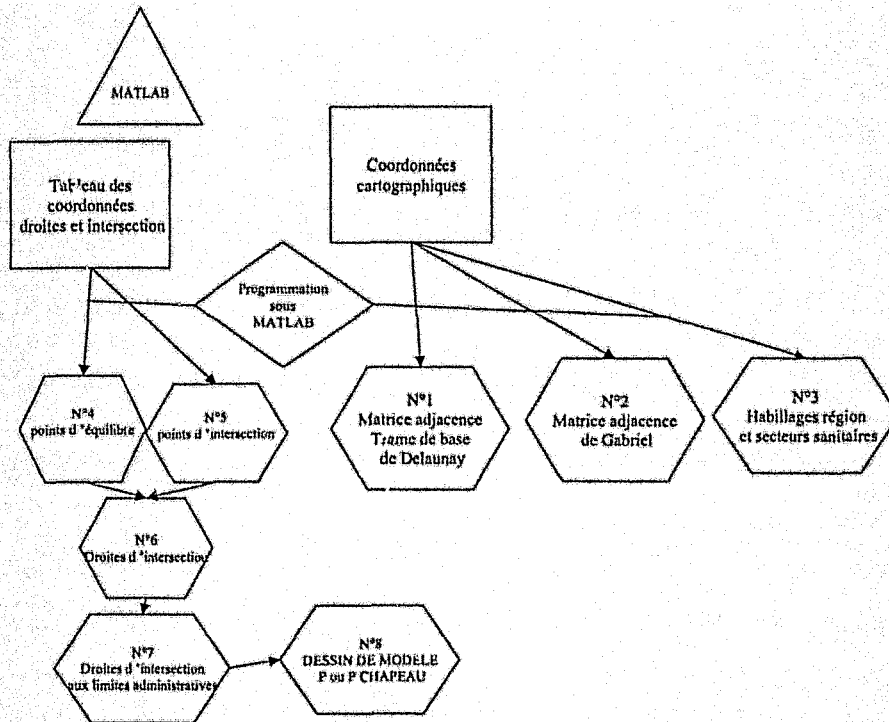 MATLAB
Tableau des
coordonnées
droites et intersection
Coordonnées
cartographiques
Programmation
sous
MATLAB
N°4
points d 'équilibre
N°5
points d 'intersection
N°1
Matrice adjacence
Trame de base
de Delaunay
N°2
Matrice adjacence
de Gabriel
N°3
Habillages région
et secteurs sanitaires
N°6
Droites d 'intersection
N°7
Droites d 'intersection
aux limites administratives
N°8
DESSIN DE MODELE
P ou P CHAPEAU